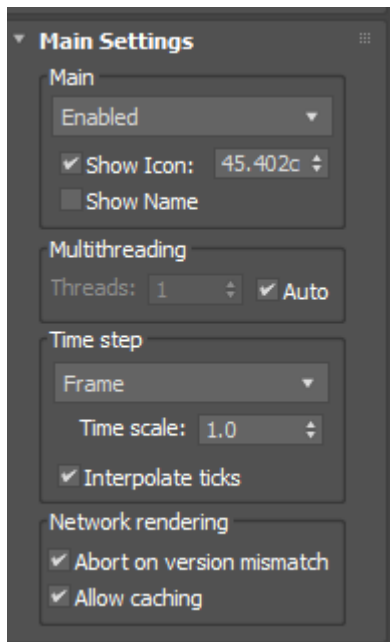 Main Settings
Main
Enabled
Show Icon: 45.402c
Show Name
Multithreading
Threads: 1 Auto
Time step
Frame
Time scale: 1.0
Interpolate ticks
Network rendering
Abort on version mismatch
Allow caching